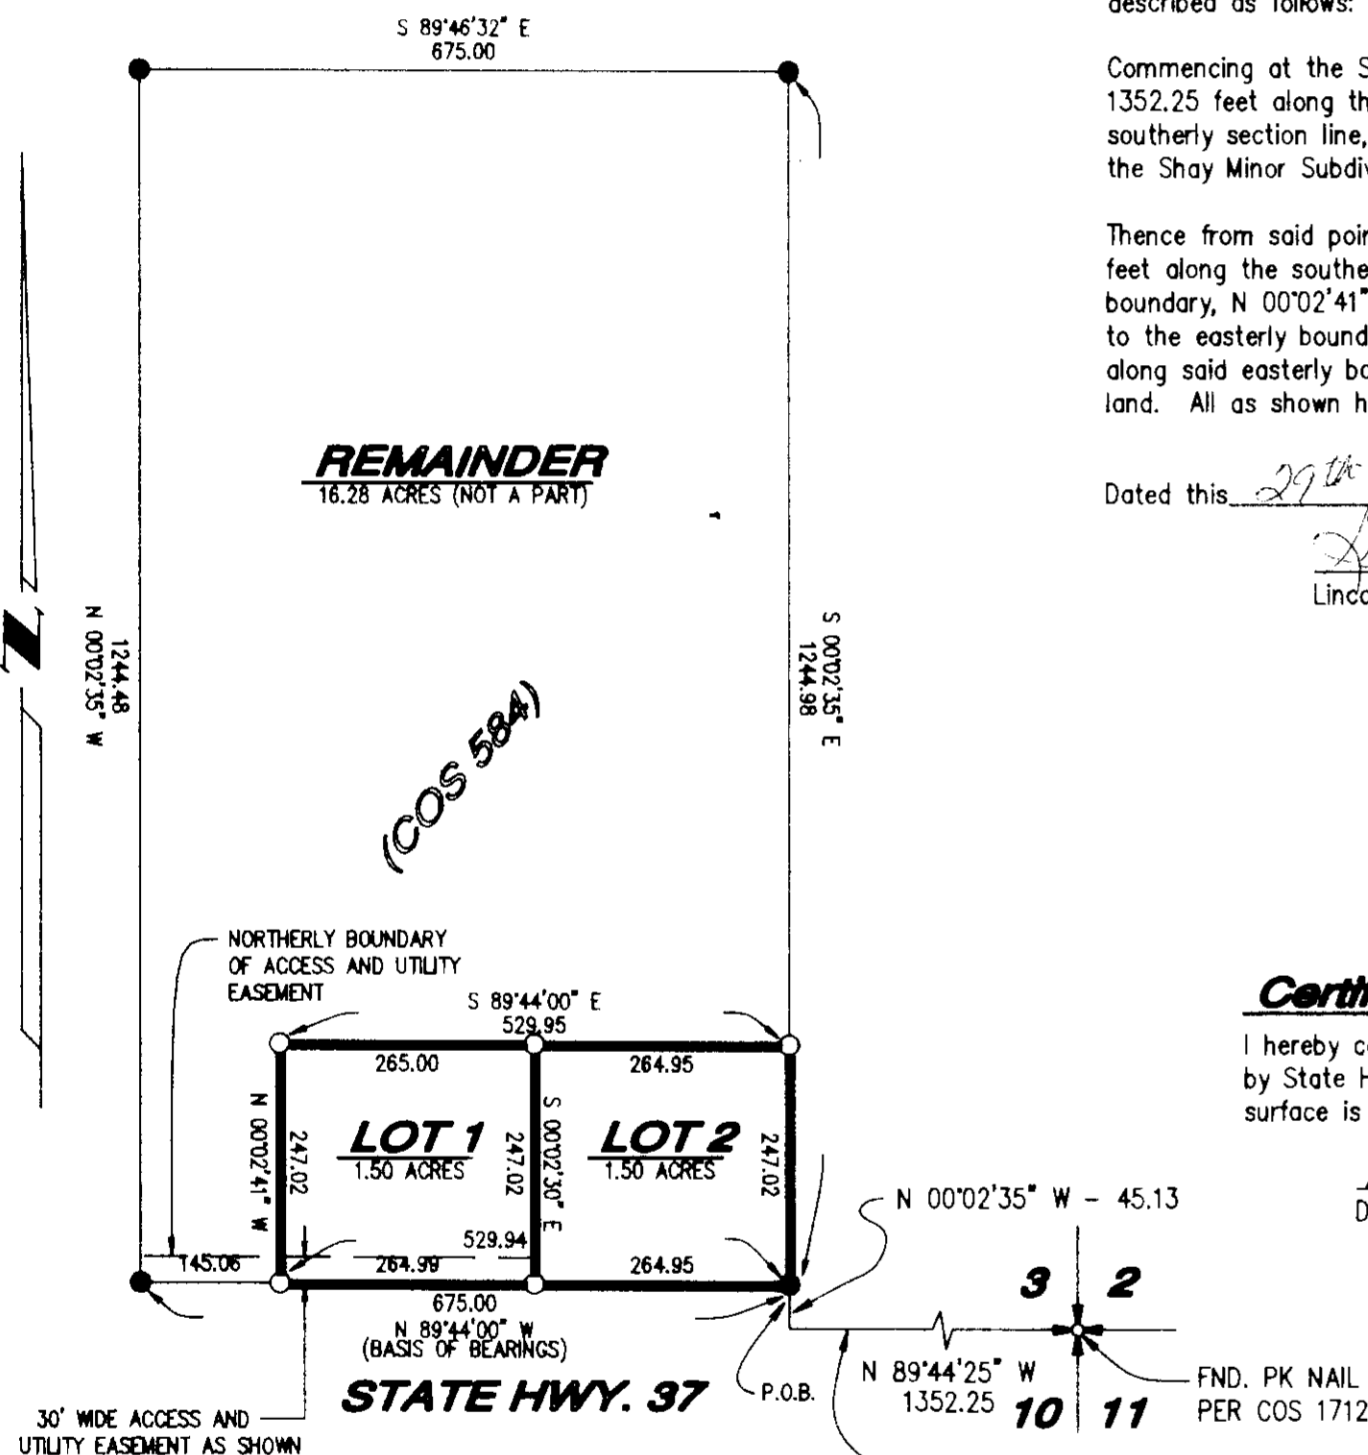 S 89°46'32" E
675.00
described as follows:
Commencing at the S
1352.25 feet along th
southerly section line,
the Shay Minor Subdiv
Thence from said poin
feet along the southe
boundary, N 00°02'41"
to the easterly bound
along said easterly bo
land. All as shown h
Dated this 29th
Linco
REMAINDER
16.28 ACRES (NOT A PART)
N 00°02'35" W
1244.48
S 00°02'35" E
1244.98
(COS 584)
NORTHERLY BOUNDARY
OF ACCESS AND UTILITY
EASEMENT
S 89°44'00" E
529.95
265.00
264.95
N 00°02'41" W
247.02
LOT 1
1.50 ACRES
247.02
S 00°02'30" E
LOT 2
1.50 ACRES
247.02
Certi
I hereby ce
by State H
surface is
D
N 00°02'35" W - 45.13
529.94
145.06
264.99
264.95
675.00
N 89°44'00" W
(BASIS OF BEARINGS)
STATE HWY. 37
P.O.B.
N 89°44'25" W
1352.25
3
2
10
11
FND. PK NAIL
PER COS 1712
30' WIDE ACCESS AND
UTILITY EASEMENT AS SHOWN